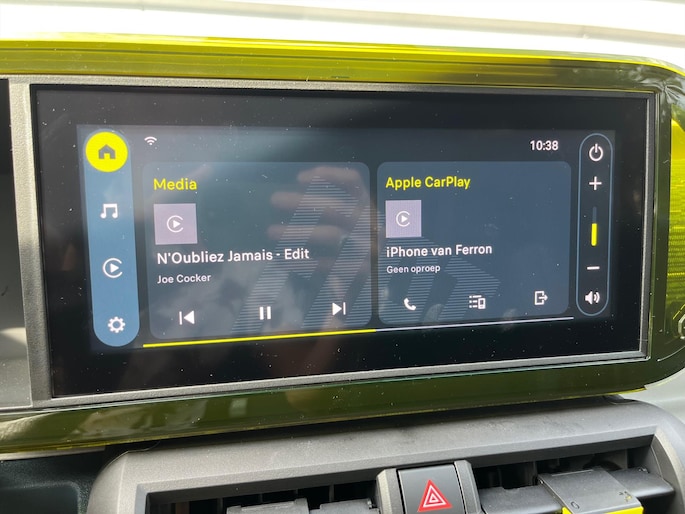 10:38
Media
N'Oubliez Jamais - Edit
Joe Cocker
Apple CarPlay
iPhone van Ferron
Geen oproep